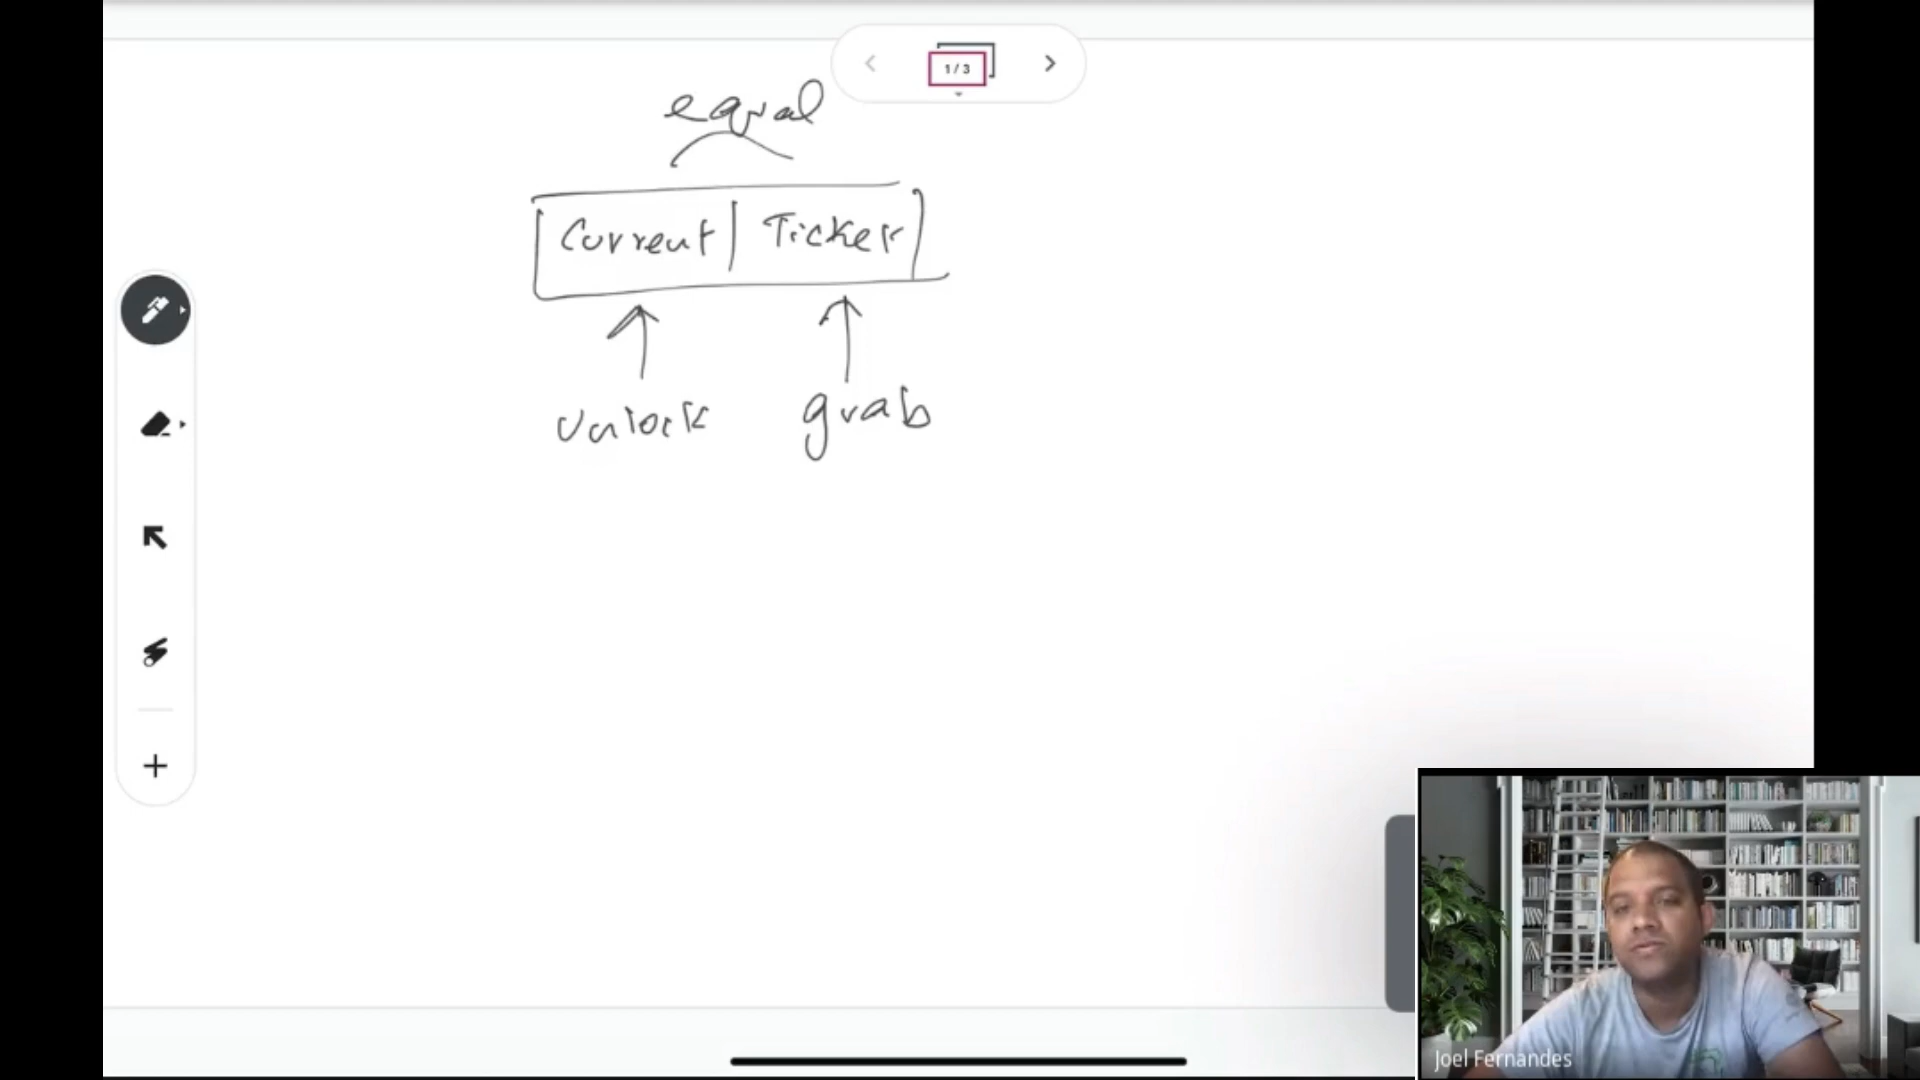 1/3
equal
Current | Ticket
unlock grab
Joel Fernandes